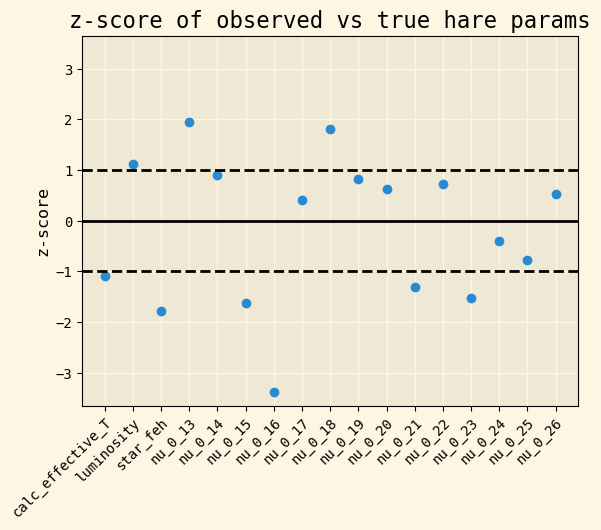 z-score of observed vs true hare params
z-score
3
2
1
0
−1
−2
−3
calc_effective_T
luminosity
star_feh
nu_0_13
nu_0_14
nu_0_15
nu_0_16
nu_0_17
nu_0_18
nu_0_19
nu_0_20
nu_0_21
nu_0_22
nu_0_23
nu_0_24
nu_0_25
nu_0_26